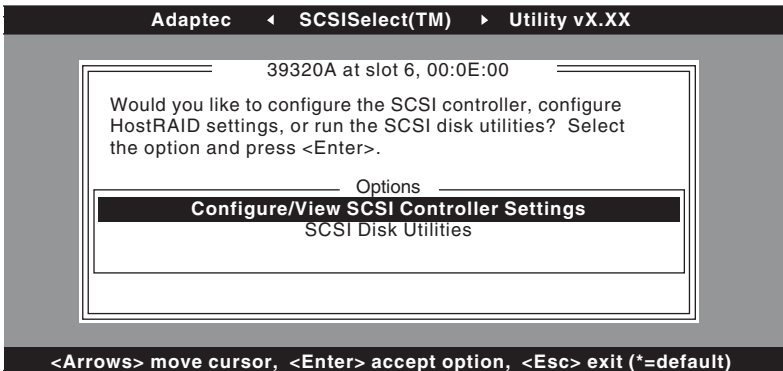 Adaptec ◂ SCSISelect(TM) ▸ Utility vX.XX
39320A at slot 6, 00:0E:00
Would you like to configure the SCSI controller, configure
HostRAID settings, or run the SCSI disk utilities? Select
the option and press <Enter>.
Options
Configure/View SCSI Controller Settings
SCSI Disk Utilities
<Arrows> move cursor, <Enter> accept option, <Esc> exit (*=default)